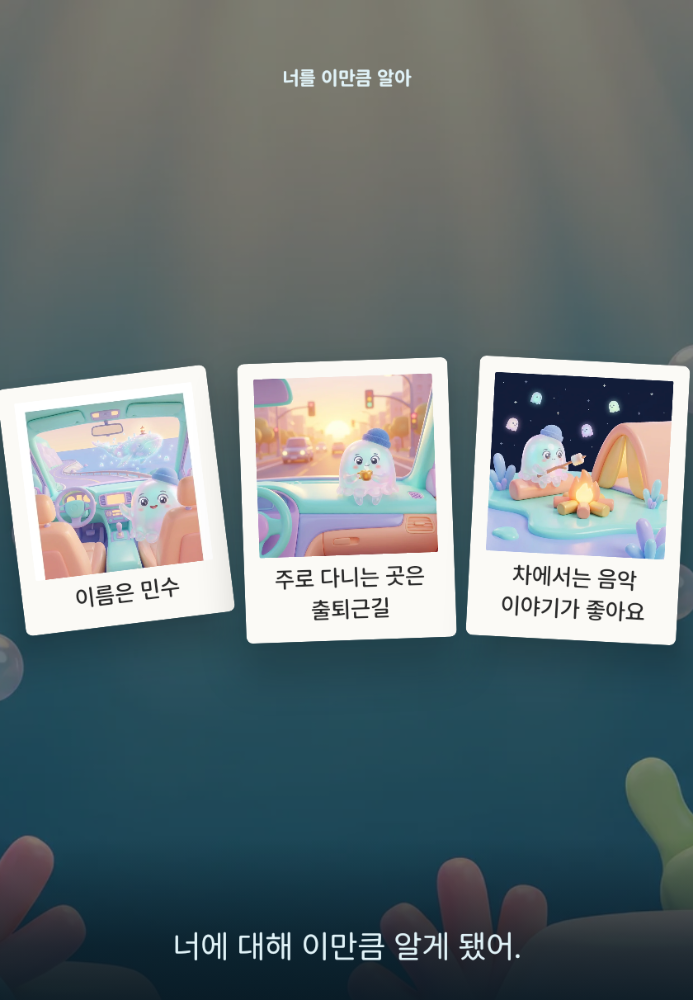 너를 이만큼 알아
이름은 민수
주로 다니는 곳은
출퇴근길
차에서는 음악
이야기가 좋아요
너에 대해 이만큼 알게 됐어.